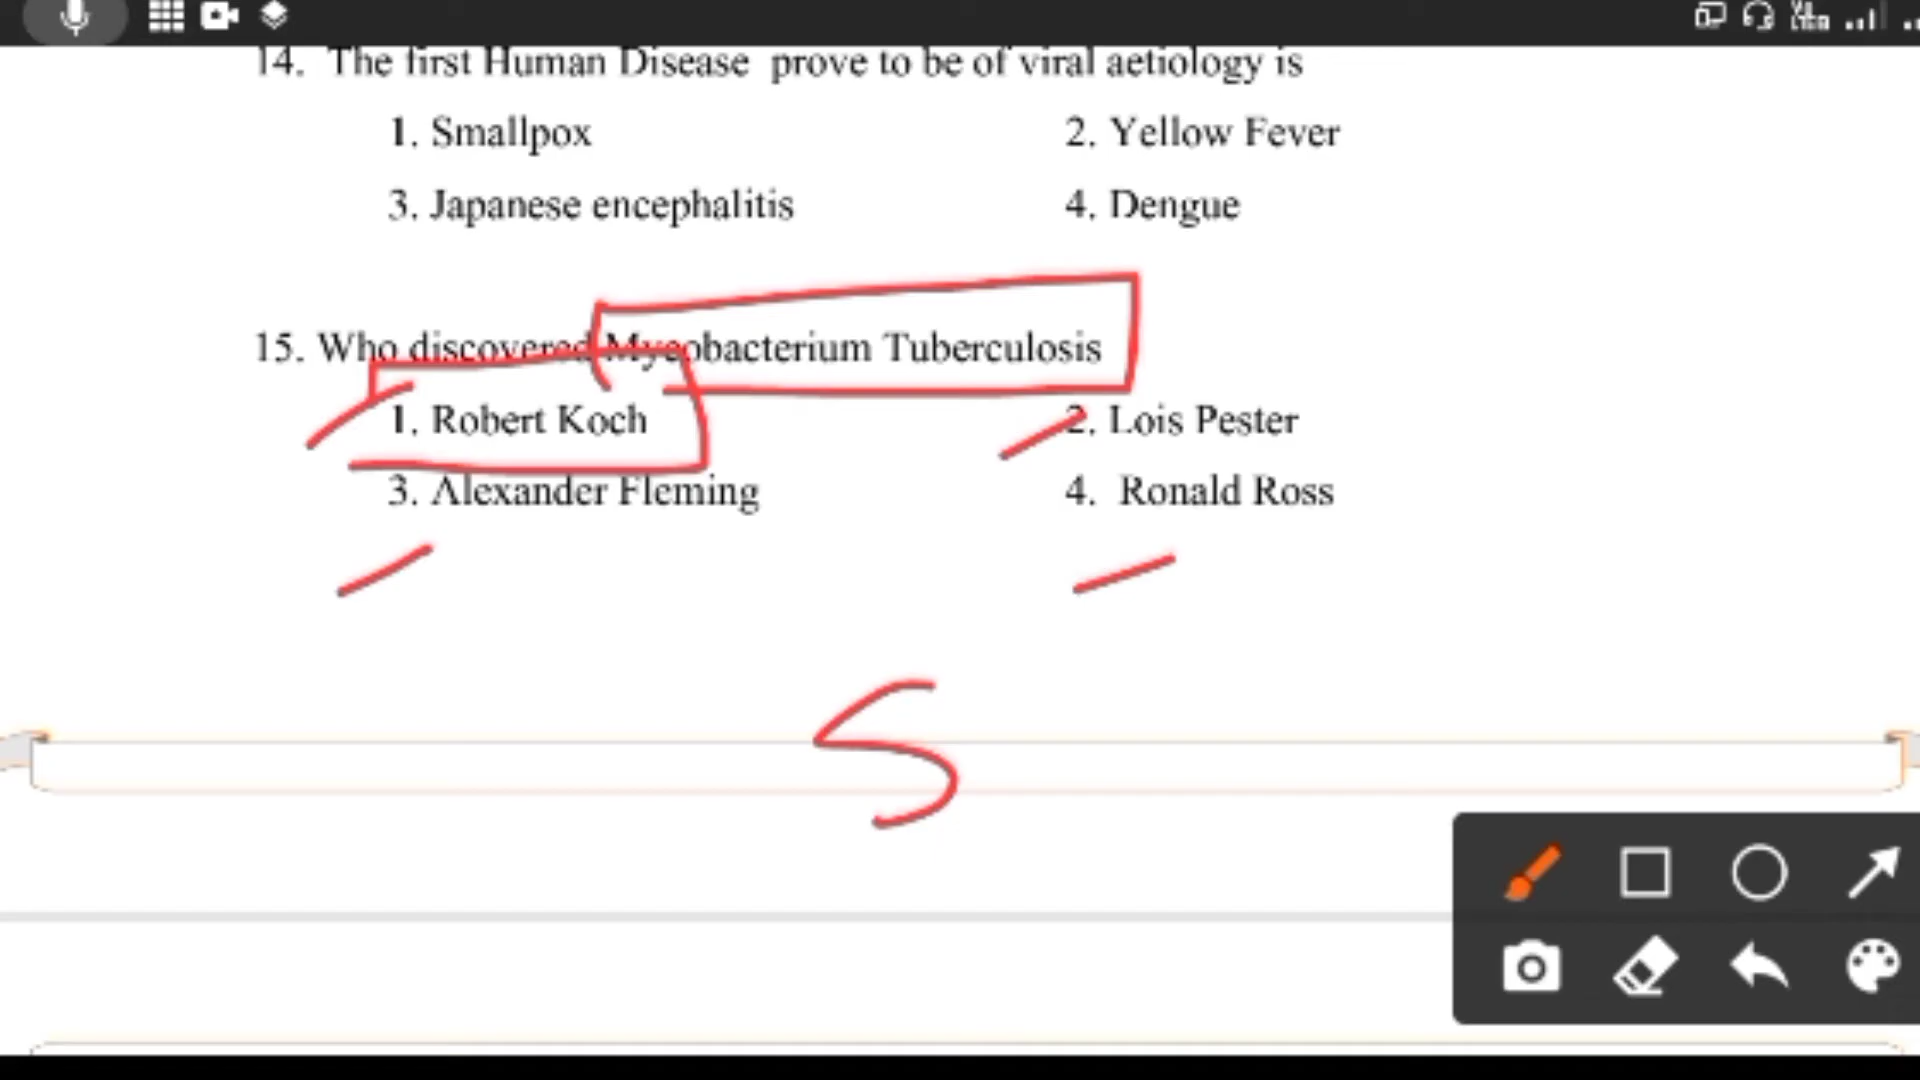 14. The first Human Disease prove to be of viral aetiology is
1. Smallpox 2. Yellow Fever
3. Japanese encephalitis 4. Dengue
15. Who discovered Mycobacterium Tuberculosis
1. Robert Koch 2. Lois Pester
3. Alexander Fleming 4. Ronald Ross
5